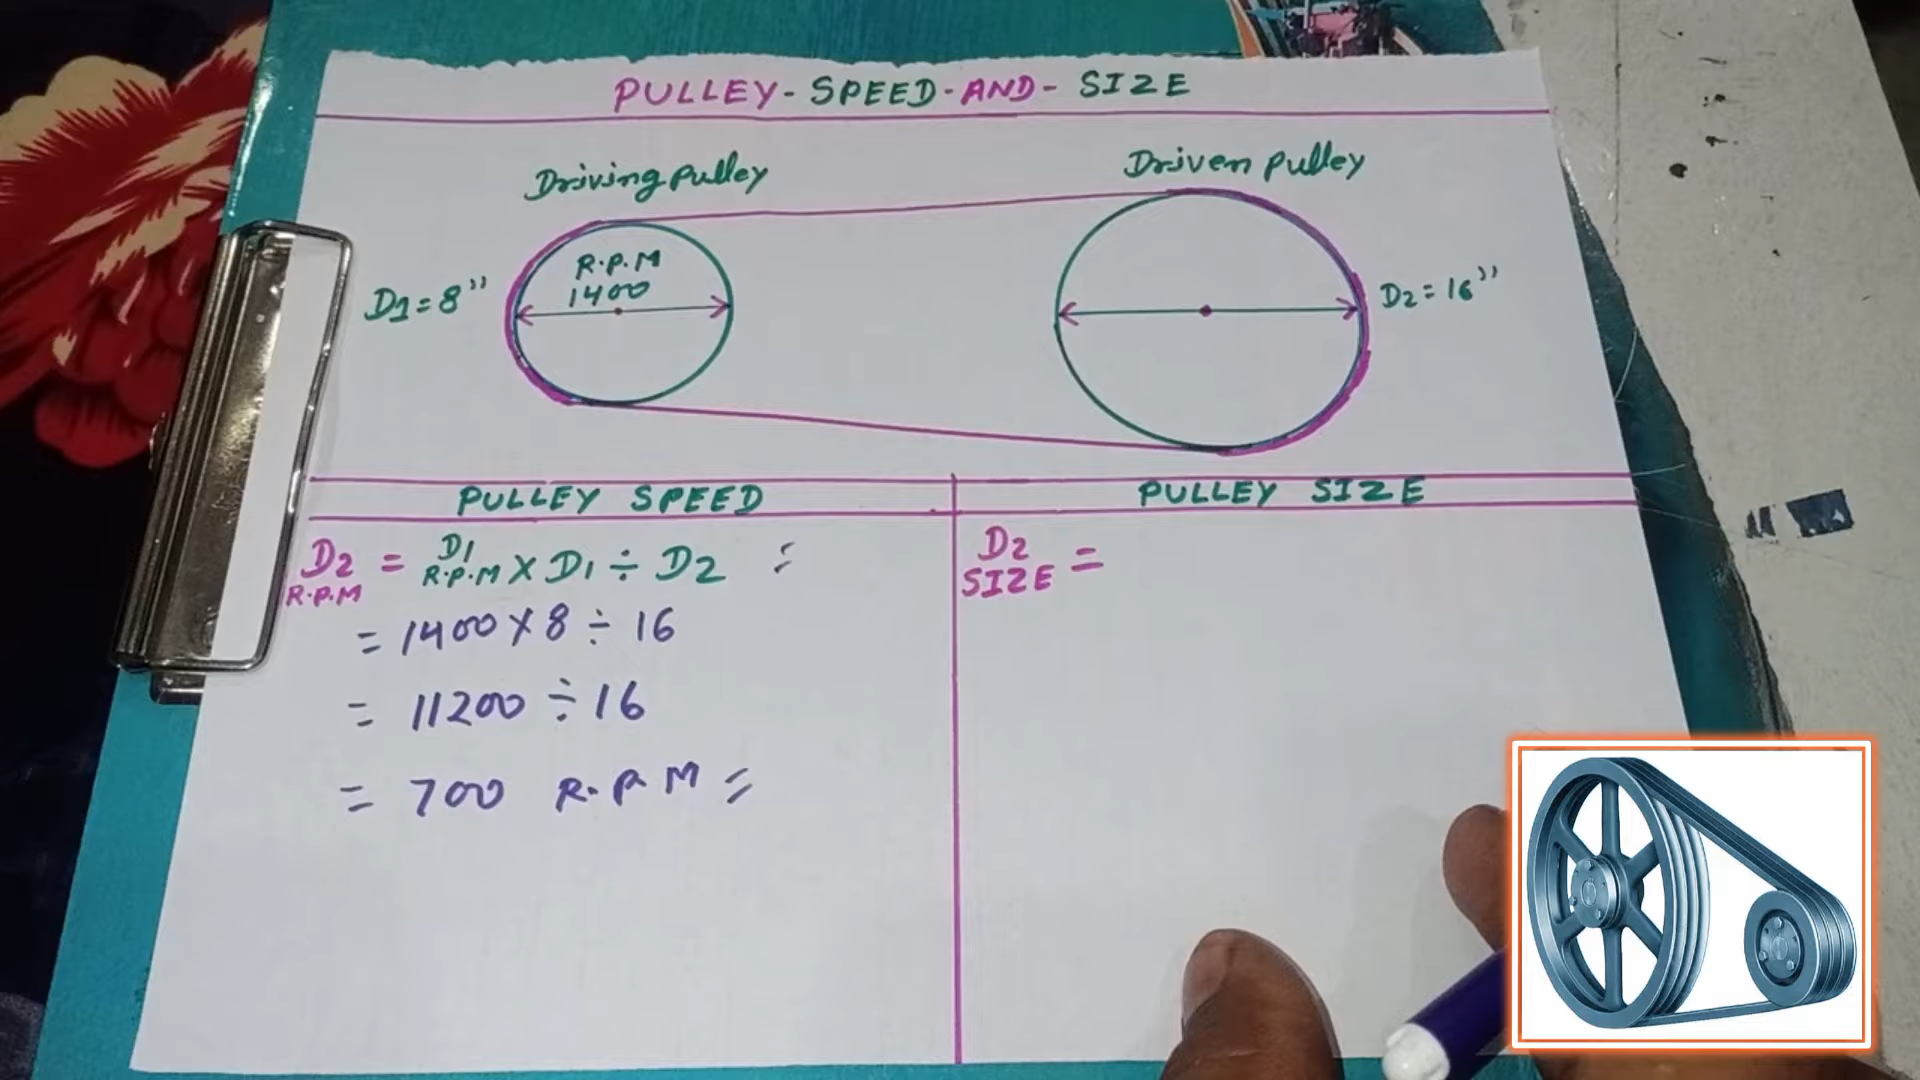 PULLEY-SPEED-AND-SIZE
Driving pulley
Driven pulley
R.P.M
1400
D1=8"
D2=16"
PULLEY SPEED
PULLEY SIZE
D2 R.P.M = D1 R.P.M X D1 ÷ D2 =
= 1400 X 8 ÷ 16
= 11200 ÷ 16
= 700 R.P.M =
D2 SIZE =